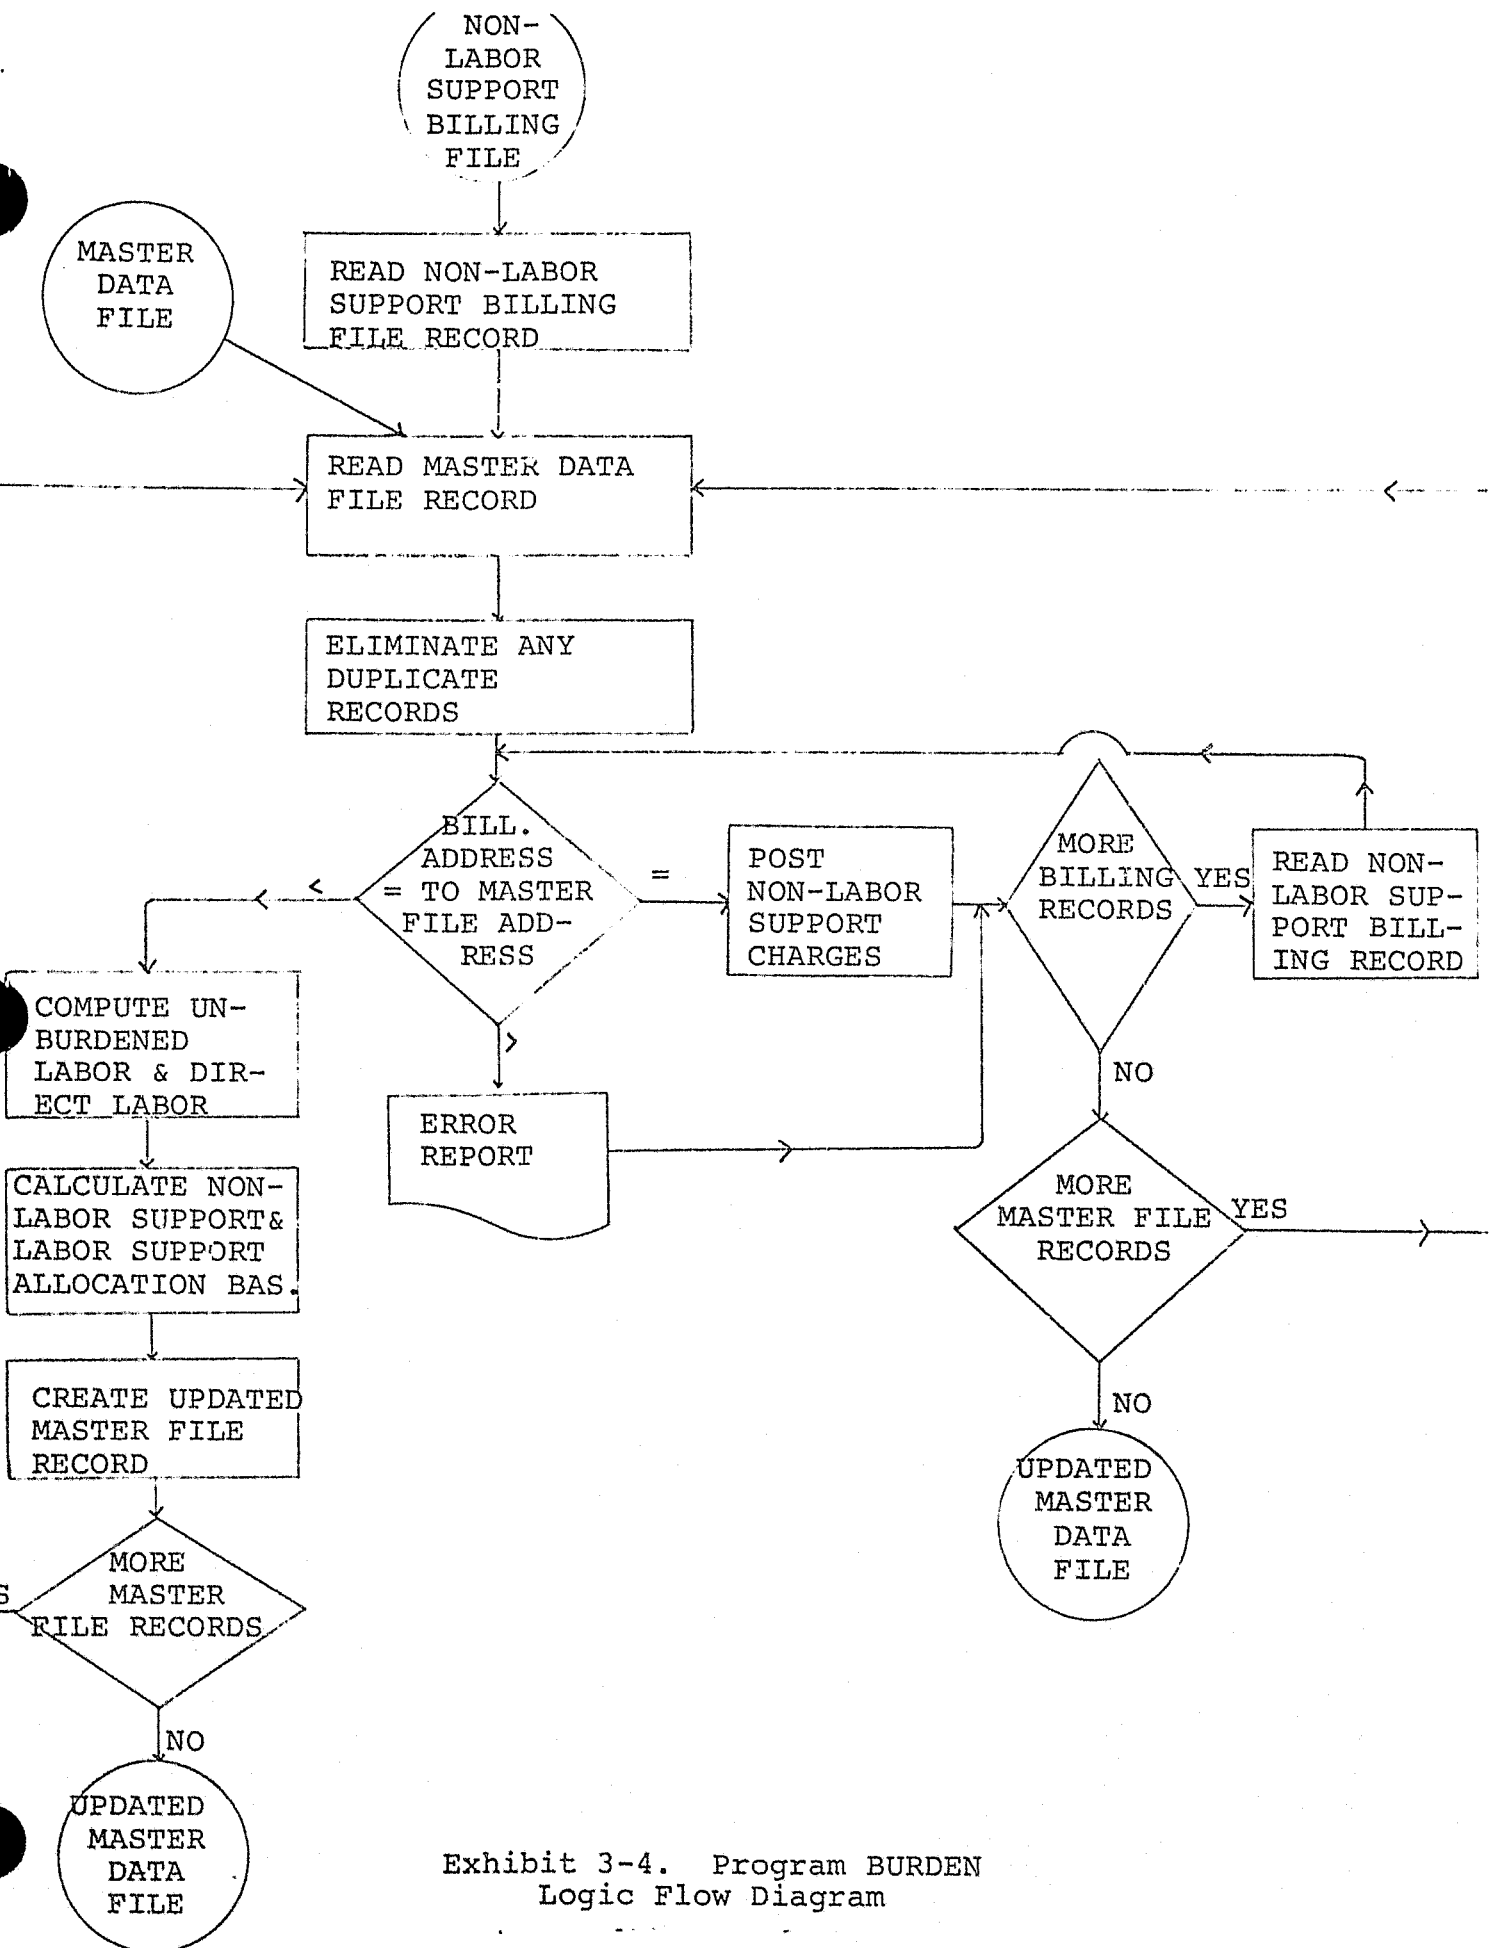 NON-
LABOR
SUPPORT
BILLING
FILE
MASTER
DATA
FILE
READ NON-LABOR
SUPPORT BILLING
FILE RECORD
READ MASTER DATA
FILE RECORD
ELIMINATE ANY
DUPLICATE
RECORDS
BILL.
ADDRESS
= TO MASTER
FILE ADD-
RESS
<
=
>
POST
NON-LABOR
SUPPORT
CHARGES
MORE
BILLING
RECORDS
YES
READ NON-
LABOR SUP-
PORT BILL-
ING RECORD
NO
COMPUTE UN-
BURDENED
LABOR & DIR-
ECT LABOR
ERROR
REPORT
CALCULATE NON-
LABOR SUPPORT&
LABOR SUPPORT
ALLOCATION BAS.
MORE
MASTER FILE
RECORDS
YES
NO
CREATE UPDATED
MASTER FILE
RECORD
UPDATED
MASTER
DATA
FILE
MORE
MASTER
FILE RECORDS
S
NO
UPDATED
MASTER
DATA
FILE
Exhibit 3-4. Program BURDEN
Logic Flow Diagram